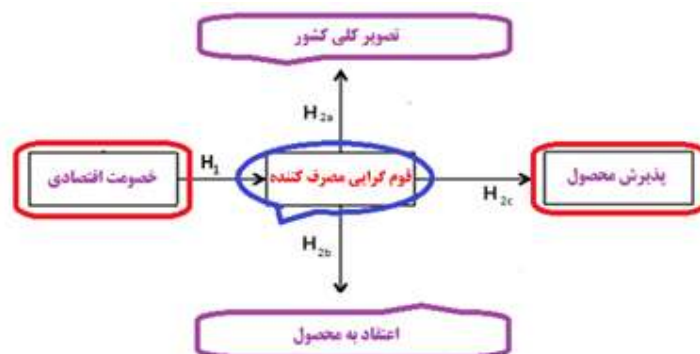 تصویر کلی کشور
H2a
خصومت اقتصادی
H1
قوم گرایی مصرف کننده
H2c
پذیرش محصول
H2b
اعتقاد به محصول